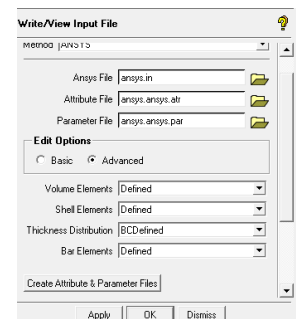 Write/View Input File
Method ANSYS
Ansys File ansys.in
Attribute File ansys.ansys.atr
Parameter File ansys.ansys.par
Edit Options
Basic Advanced
Volume Elements Defined
Shell Elements Defined
Thickness Distribution BCDefined
Bar Elements Defined
Create Attribute & Parameter Files
Apply OK Dismiss